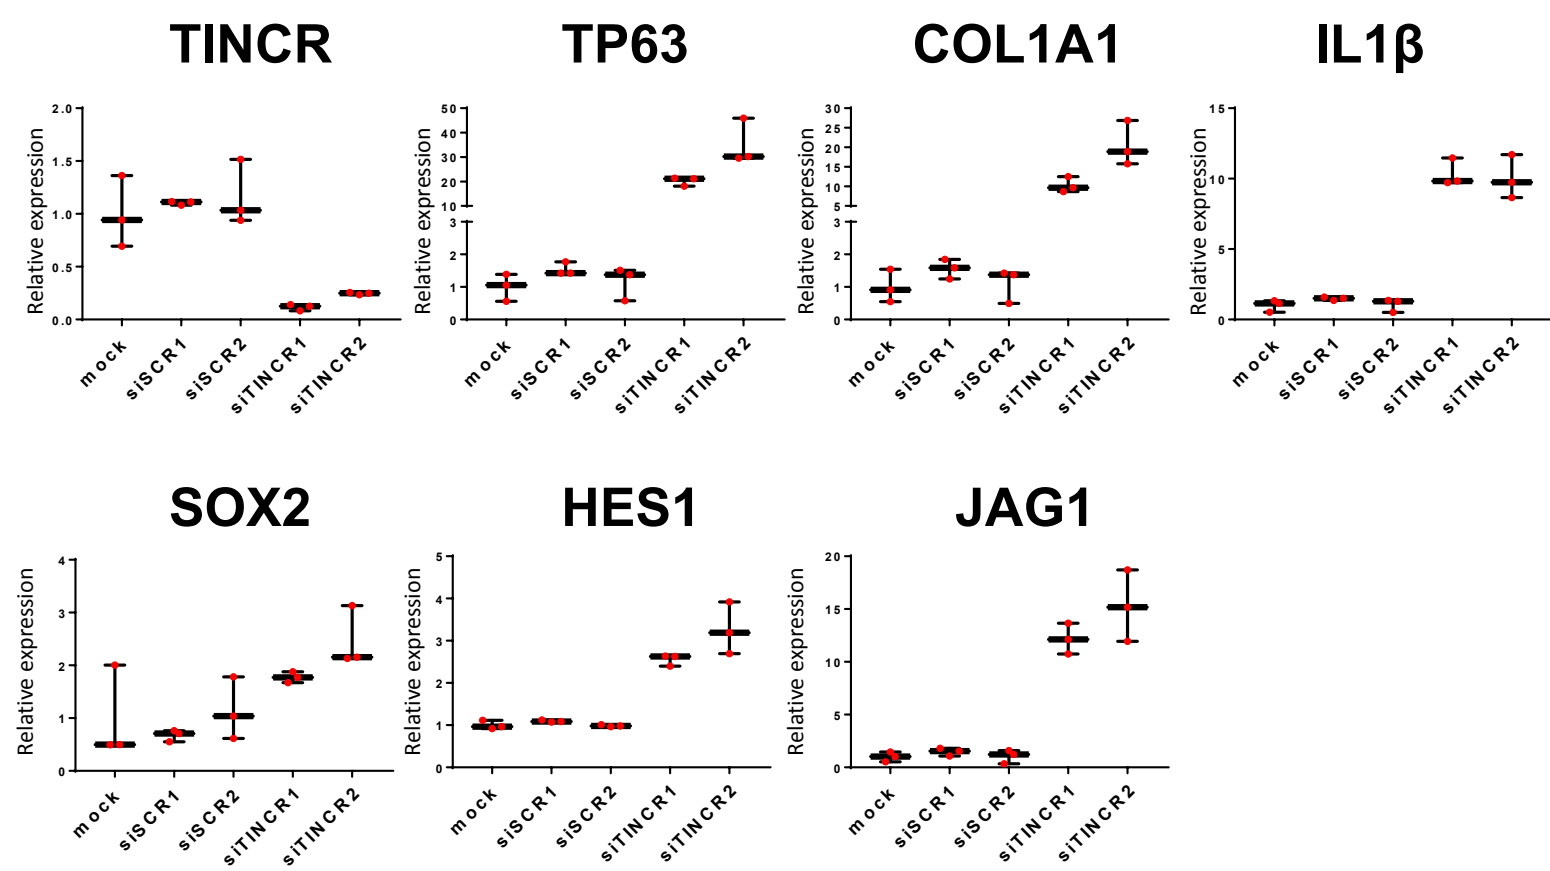 TINCR TP63 COL1A1 IL1β
Relative expression
2.0
1.5
1.0
0.5
0.0
mock siSCR1 siSCR2 siTINCR1 siTINCR2
Relative expression
50
40
30
20
10
3
2
1
0
mock siSCR1 siSCR2 siTINCR1 siTINCR2
Relative expression
30
25
20
15
10
5
3
2
1
0
mock siSCR1 siSCR2 siTINCR1 siTINCR2
Relative expression
15
10
5
0
mock siSCR1 siSCR2 siTINCR1 siTINCR2
SOX2 HES1 JAG1
Relative expression
4
3
2
1
0
mock siSCR1 siSCR2 siTINCR1 siTINCR2
Relative expression
5
4
3
2
1
0
mock siSCR1 siSCR2 siTINCR1 siTINCR2
Relative expression
20
15
10
5
0
mock siSCR1 siSCR2 siTINCR1 siTINCR2